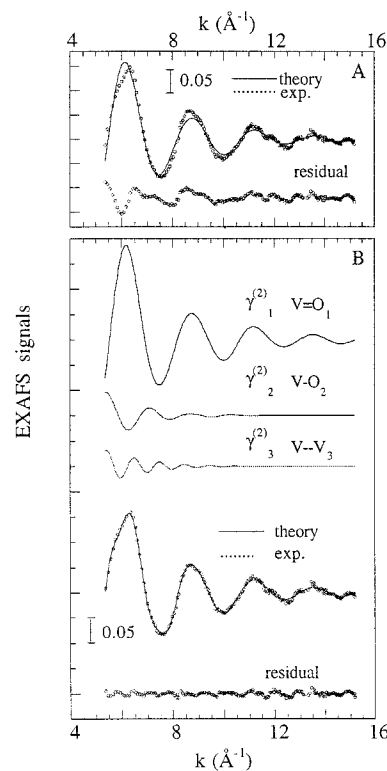 k (Å⁻¹)
4 8 12 16
A
0.05
theory
exp.
residual
B
γ⁽²⁾₁ V=O₁
γ⁽²⁾₂ V-O₂
γ⁽²⁾₃ V--V₃
EXAFS signals
theory
exp.
0.05
residual
4 8 12 16
k (Å⁻¹)